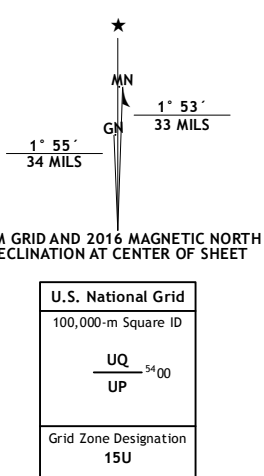 ★
MN
1° 53´
33 MILS
GN
1° 55´
34 MILS
M GRID AND 2016 MAGNETIC NORTH
ECLINATION AT CENTER OF SHEET
U.S. National Grid
100,000-m Square ID
UQ
5400
UP
Grid Zone Designation
15U